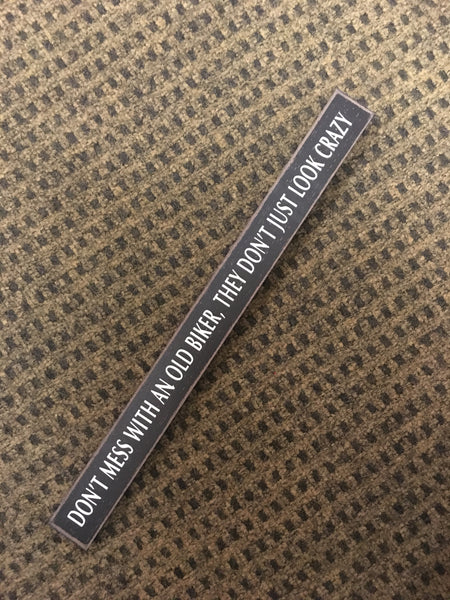 DON'T MESS WITH AN OLD BIKER, THEY DON'T JUST LOOK CRAZY